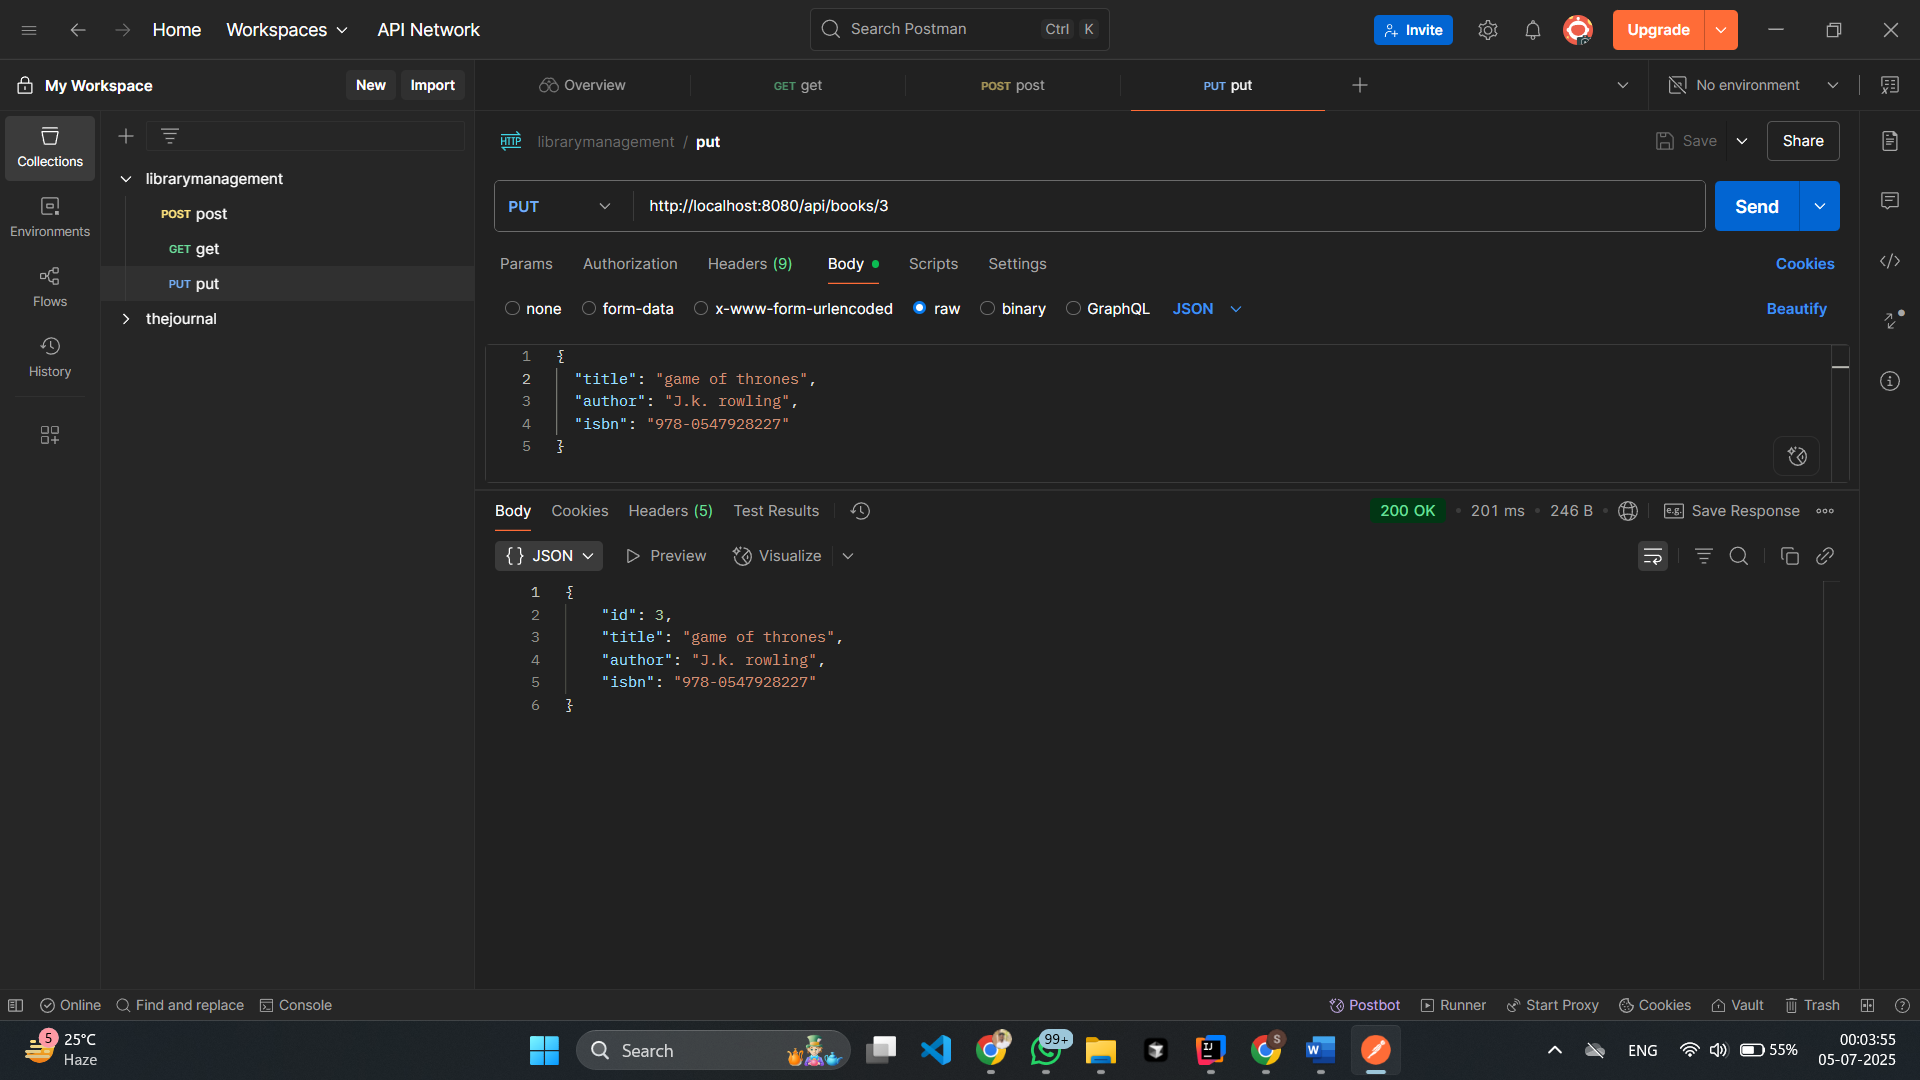 Home Workspaces API Network Search Postman Ctrl K Invite Upgrade
My Workspace New Import Overview GET get POST post PUT put No environment
Collections
Environments
Flows
History
librarymanagement
POST post
GET get
PUT put
thejournal
HTTP librarymanagement / put Save Share
PUT http://localhost:8080/api/books/3 Send
Params Authorization Headers (9) Body Scripts Settings Cookies
none form-data x-www-form-urlencoded raw binary GraphQL JSON Beautify
1 {
2 "title": "game of thrones",
3 "author": "J.k. rowling",
4 "isbn": "978-0547928227"
5 }
Body Cookies Headers (5) Test Results 200 OK • 201 ms • 246 B • e.g. Save Response
{} JSON Preview Visualize
1 {
2 "id": 3,
3 "title": "game of thrones",
4 "author": "J.k. rowling",
5 "isbn": "978-0547928227"
6 }
Online Find and replace Console Postbot Runner Start Proxy Cookies Vault Trash
5 25°C
Haze
Search 99+ IJ S W ENG 55% 00:03:55
05-07-2025